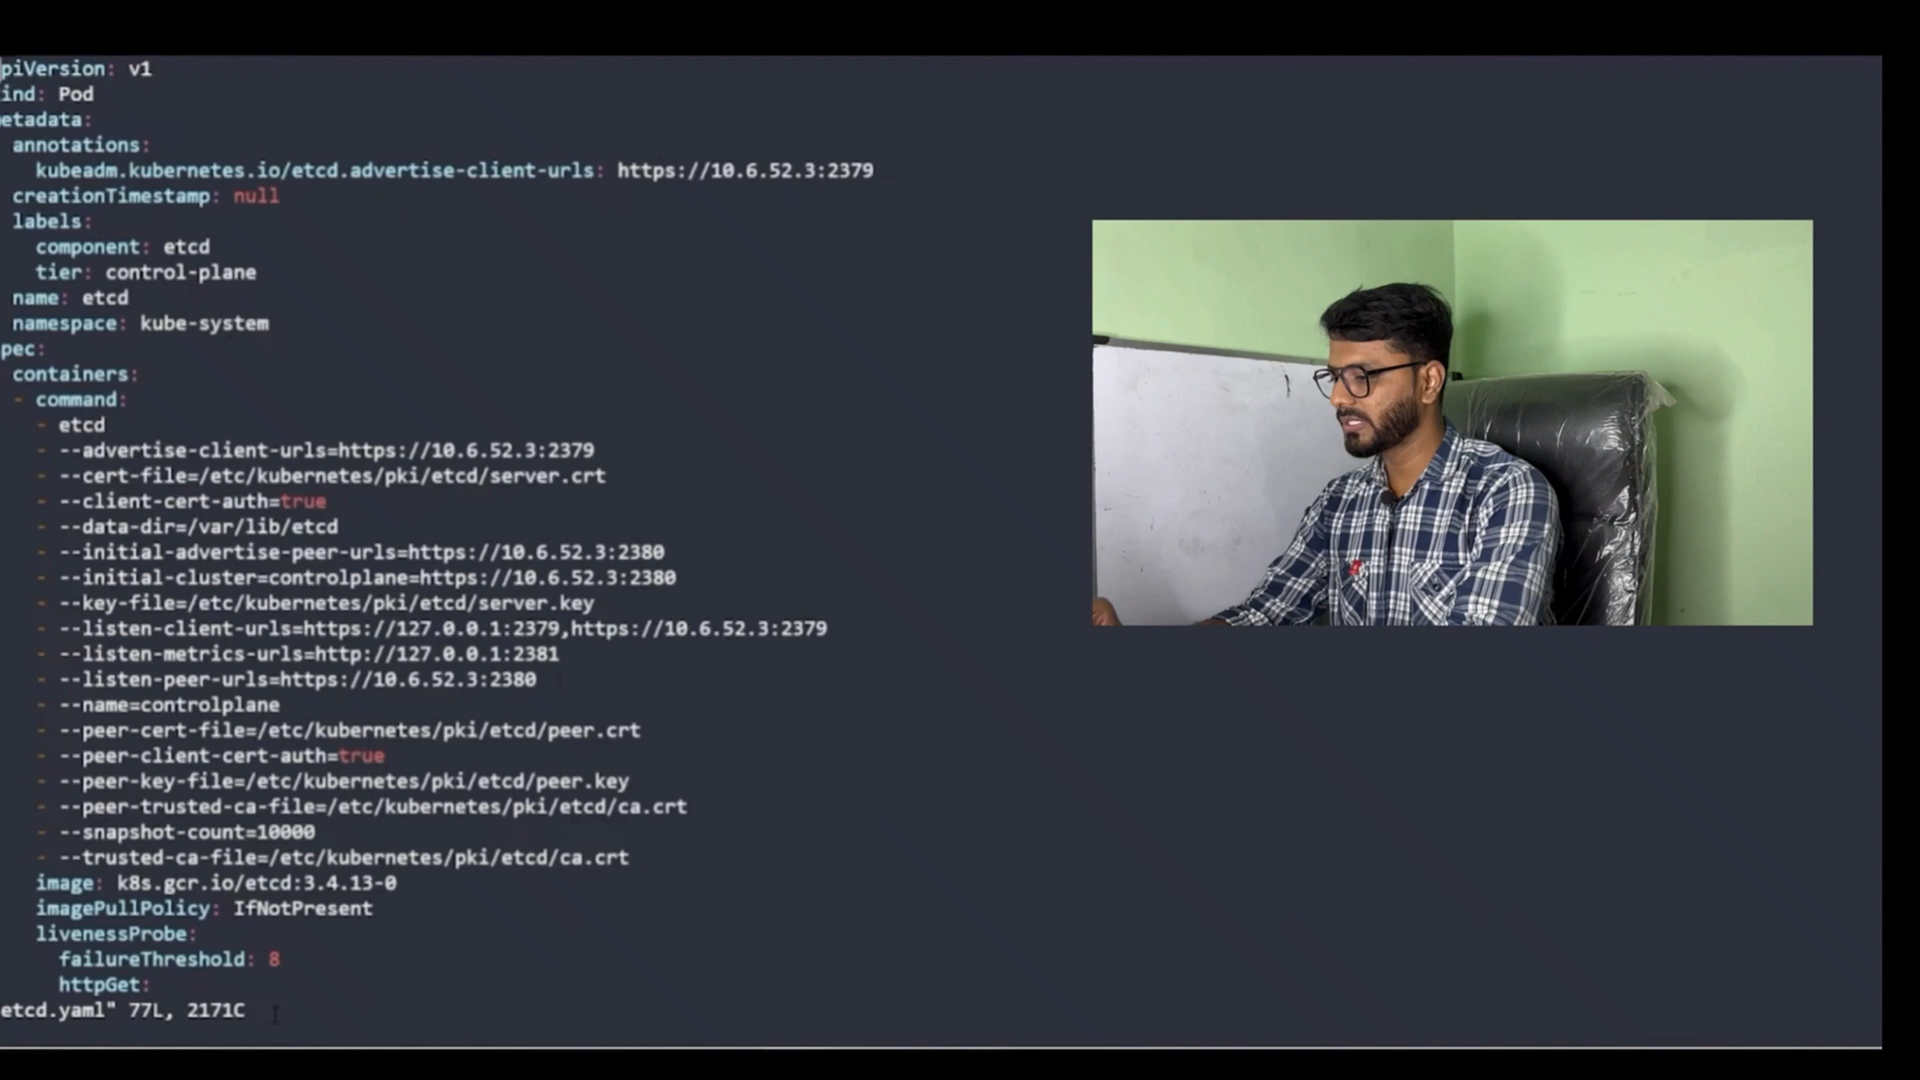 piVersion: v1
ind: Pod
etadata:
annotations:
kubeadm.kubernetes.io/etcd.advertise-client-urls: https://10.6.52.3:2379
creationTimestamp: null
labels:
component: etcd
tier: control-plane
name: etcd
namespace: kube-system
pec:
containers:
- command:
- etcd
- --advertise-client-urls=https://10.6.52.3:2379
- --cert-file=/etc/kubernetes/pki/etcd/server.crt
- --client-cert-auth=true
- --data-dir=/var/lib/etcd
- --initial-advertise-peer-urls=https://10.6.52.3:2380
- --initial-cluster=controlplane=https://10.6.52.3:2380
- --key-file=/etc/kubernetes/pki/etcd/server.key
- --listen-client-urls=https://127.0.0.1:2379,https://10.6.52.3:2379
- --listen-metrics-urls=http://127.0.0.1:2381
- --listen-peer-urls=https://10.6.52.3:2380
- --name=controlplane
- --peer-cert-file=/etc/kubernetes/pki/etcd/peer.crt
- --peer-client-cert-auth=true
- --peer-key-file=/etc/kubernetes/pki/etcd/peer.key
- --peer-trusted-ca-file=/etc/kubernetes/pki/etcd/ca.crt
- --snapshot-count=10000
- --trusted-ca-file=/etc/kubernetes/pki/etcd/ca.crt
image: k8s.gcr.io/etcd:3.4.13-0
imagePullPolicy: IfNotPresent
livenessProbe:
failureThreshold: 8
httpGet:
etcd.yaml" 77L, 2171C